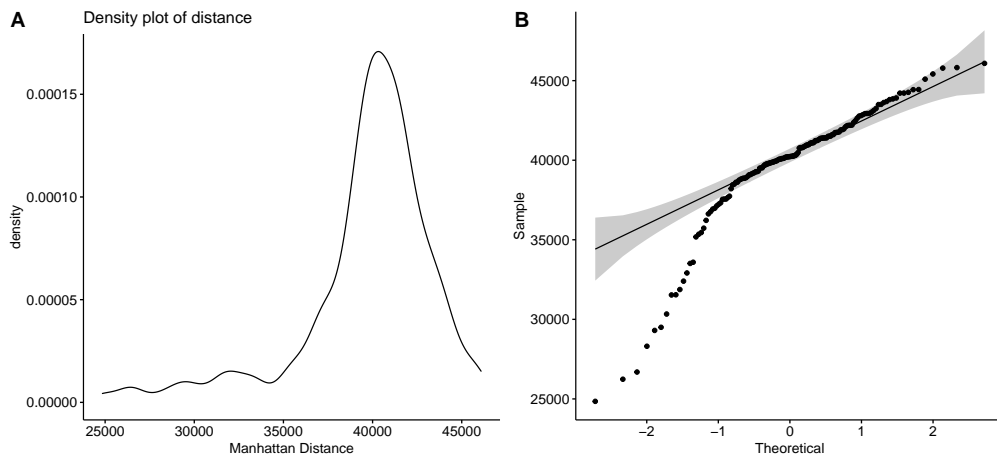 A
Density plot of distance
density
0.00015
0.00010
0.00005
0.00000
25000 30000 35000 40000 45000
Manhattan Distance
B
Sample
45000
40000
35000
30000
25000
−2 −1 0 1 2
Theoretical